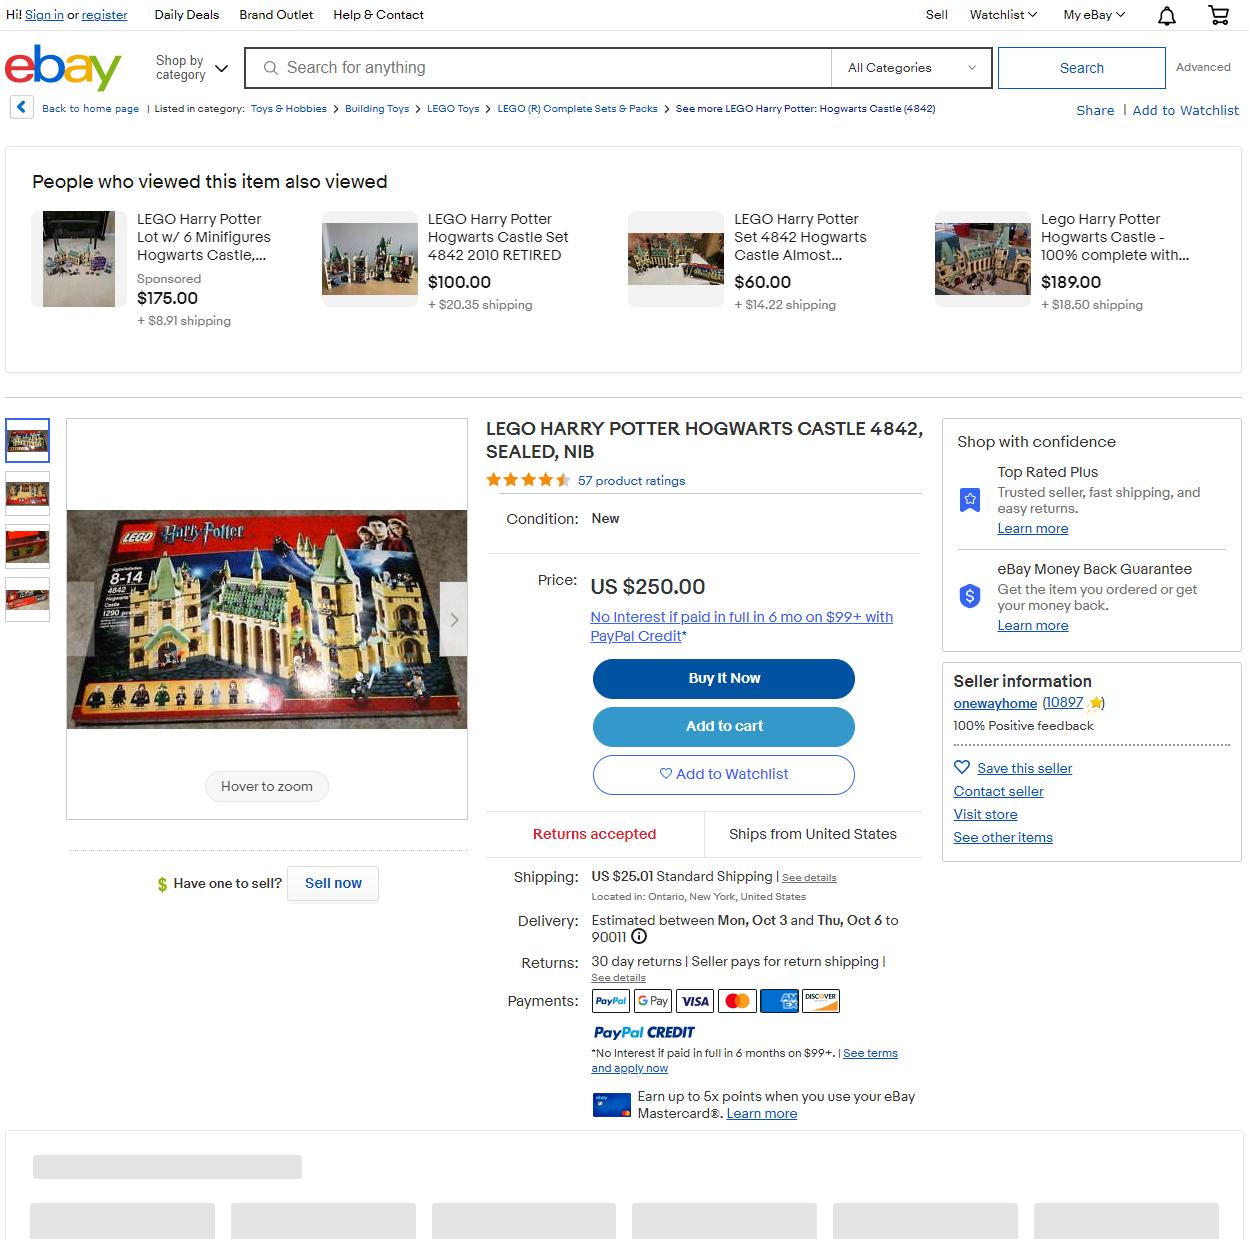 Hi! Sign in or register
Daily Deals
Brand Outlet
Help & Contact
Sell
Watchlist
My eBay
ebay
Shop by
category
Search for anything
All Categories
Search
Advanced
Back to home page
| Listed in category:
Toys & Hobbies
Building Toys
LEGO Toys
LEGO (R) Complete Sets & Packs
See more LEGO Harry Potter: Hogwarts Castle (4842)
Share
Add to Watchlist
People who viewed this item also viewed
LEGO Harry Potter
Lot w/ 6 Minifigures
Hogwarts Castle,...
Sponsored
$175.00
+ $8.91 shipping
LEGO Harry Potter
Hogwarts Castle Set
4842 2010 RETIRED
$100.00
+ $20.35 shipping
LEGO Harry Potter
Set 4842 Hogwarts
Castle Almost...
$60.00
+ $14.22 shipping
Lego Harry Potter
Hogwarts Castle -
100% complete with...
$189.00
+ $18.50 shipping
LEGO Harry Potter
8-14
4842
Hogwarts
Castle
1290
Hover to zoom
Have one to sell?
Sell now
LEGO HARRY POTTER HOGWARTS CASTLE 4842,
SEALED, NIB
57 product ratings
Condition: New
Price: US $250.00
No Interest if paid in full in 6 mo on $99+ with
PayPal Credit*
Buy It Now
Add to cart
Add to Watchlist
Returns accepted
Ships from United States
Shipping: US $25.01 Standard Shipping | See details
Located in: Ontario, New York, United States
Delivery: Estimated between Mon, Oct 3 and Thu, Oct 6 to
90011
Returns: 30 day returns | Seller pays for return shipping |
See details
Payments: PayPal G Pay VISA AM EX DISCOVER
PayPal CREDIT
*No Interest if paid in full in 6 months on $99+. | See terms
and apply now
ebay
Earn up to 5x points when you use your eBay
Mastercard®. Learn more
Shop with confidence
Top Rated Plus
Trusted seller, fast shipping, and
easy returns.
Learn more
eBay Money Back Guarantee
Get the item you ordered or get
your money back.
Learn more
Seller information
onewayhome (10897)
100% Positive feedback
Save this seller
Contact seller
Visit store
See other items